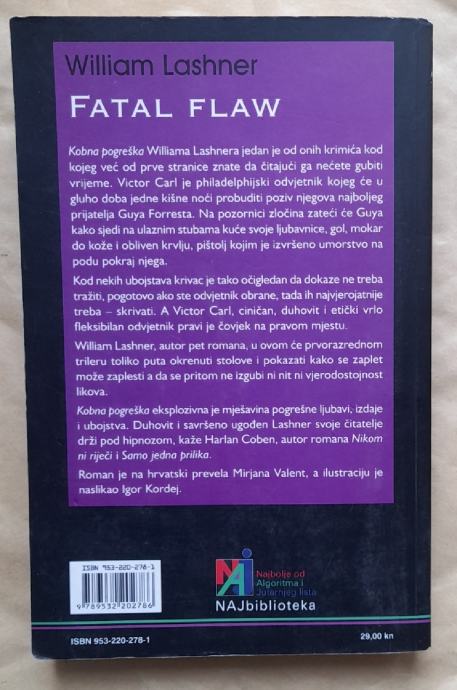 William Lashner
FATAL FLAW
Kobna pogreška Williama Lashnera jedan je od onih krimića kod
kojeg već od prve stranice znate da čitajući ga nećete gubiti
vrijeme. Victor Carl je philadelphijski odvjetnik kojeg će u
gluho doba jedne kišne noći probuditi poziv njegova najboljeg
prijatelja Guya Forresta. Na pozornici zločina zateći će Guya
kako sjedi na ulaznim stubama kuće svoje ljubavnice, gol, mokar
do kože i obliven krvlju, pištolj kojim je izvršeno umorstvo na
podu pokraj njega.
Kod nekih ubojstava krivac je tako očigledan da dokaze ne treba
tražiti, pogotovo ako ste odvjetnik obrane, tada ih najvjerojatnije
treba – skrivati. A Victor Carl, ciničan, duhovit i etički vrlo
fleksibilan odvjetnik pravi je čovjek na pravom mjestu.
William Lashner, autor pet romana, u ovom će prvorazrednom
trileru toliko puta okrenuti stolove i pokazati kako se zaplet
može zaplesti a da se pritom ne izgubi ni nit ni vjerodostojnost
likova.
Kobna pogreška eksplozivna je mješavina pogrešne ljubavi, izdaje
i ubojstva. Duhovit i savršeno ugođen Lashner svoje čitatelje
drži pod hipnozom, kaže Harlan Coben, autor romana Nikom
ni riječi i Samo jedna prilika.
Roman je na hrvatski prevela Mirjana Valent, a ilustraciju je
naslikao Igor Kordej.
ISBN 953-220-278-1
9789532202786
ISBN 953-220-278-1
NAJ
Najbolje od
Algoritma i
Jutarnjeg lista
NAJbiblioteka
29,00 kn